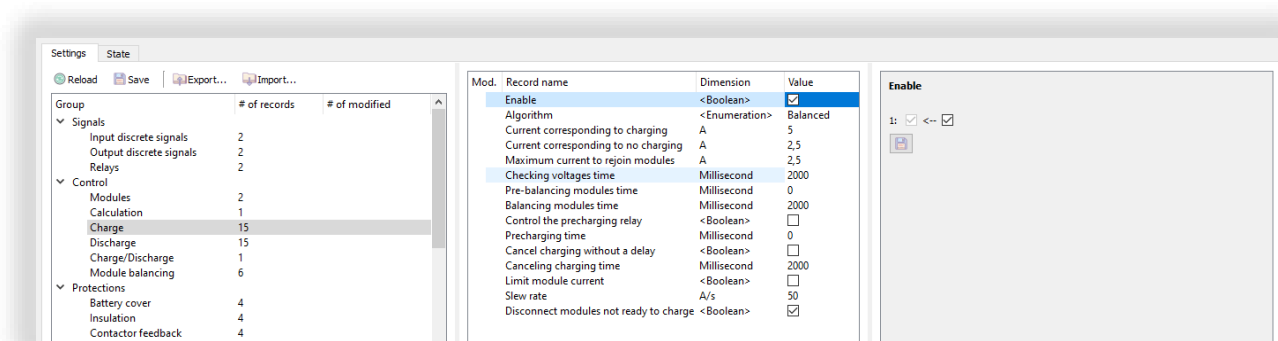 Settings State
Reload Save Export... Import...
Group # of records # of modified
Signals
Input discrete signals 2
Output discrete signals 2
Relays 2
Control
Modules 2
Calculation 1
Charge 15
Discharge 15
Charge/Discharge 1
Module balancing 6
Protections
Battery cover 4
Insulation 4
Contactor feedback 4
Mod. Record name Dimension Value
Enable <Boolean>
Algorithm <Enumeration> Balanced
Current corresponding to charging A 5
Current corresponding to no charging A 2,5
Maximum current to rejoin modules A 2,5
Checking voltages time Millisecond 2000
Pre-balancing modules time Millisecond 0
Balancing modules time Millisecond 2000
Control the precharging relay <Boolean>
Precharging time Millisecond 0
Cancel charging without a delay <Boolean>
Canceling charging time Millisecond 2000
Limit module current <Boolean>
Slew rate A/s 50
Disconnect modules not ready to charge <Boolean>
Enable
1: <--